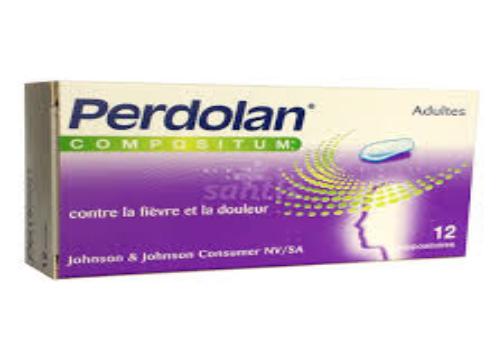 Perdolan®
Adultes
COMPOSITUM
contre la fièvre et la douleur
12
Johnson & Johnson Consumer NV/SA